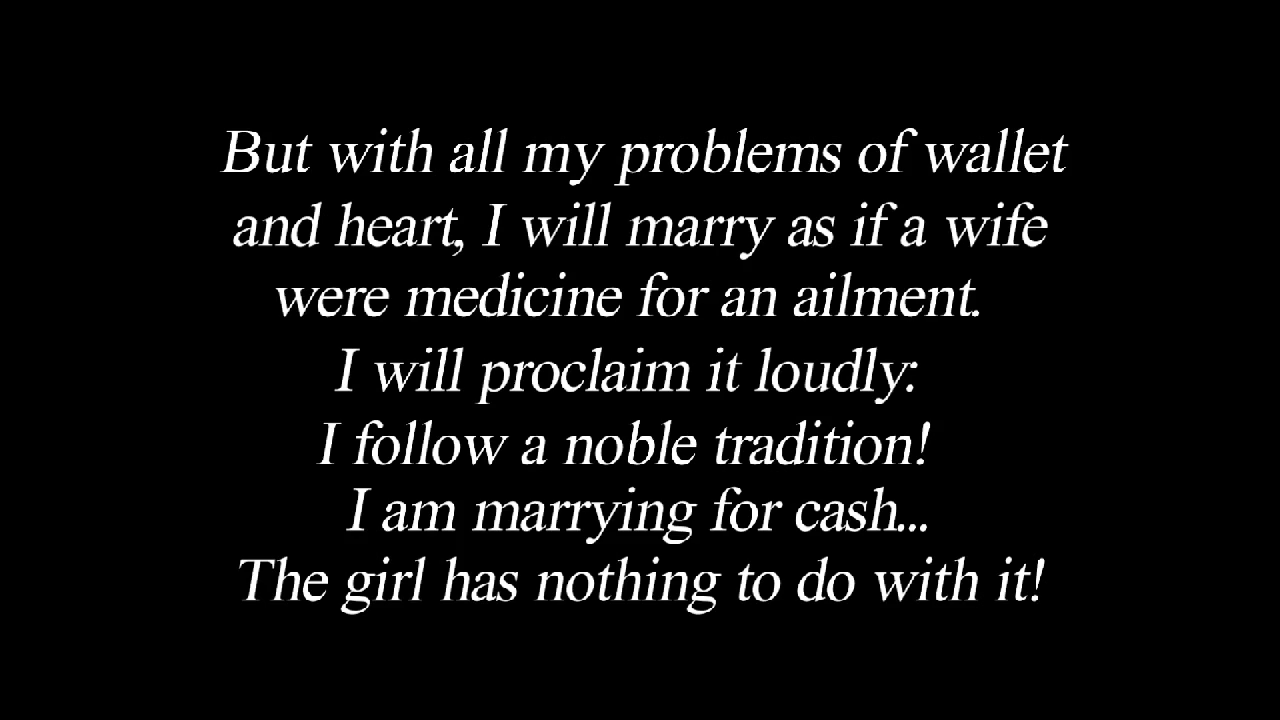 But with all my problems of wallet
and heart, I will marry as if a wife
were medicine for an ailment.
I will proclaim it loudly:
I follow a noble tradition!
I am marrying for cash...
The girl has nothing to do with it!